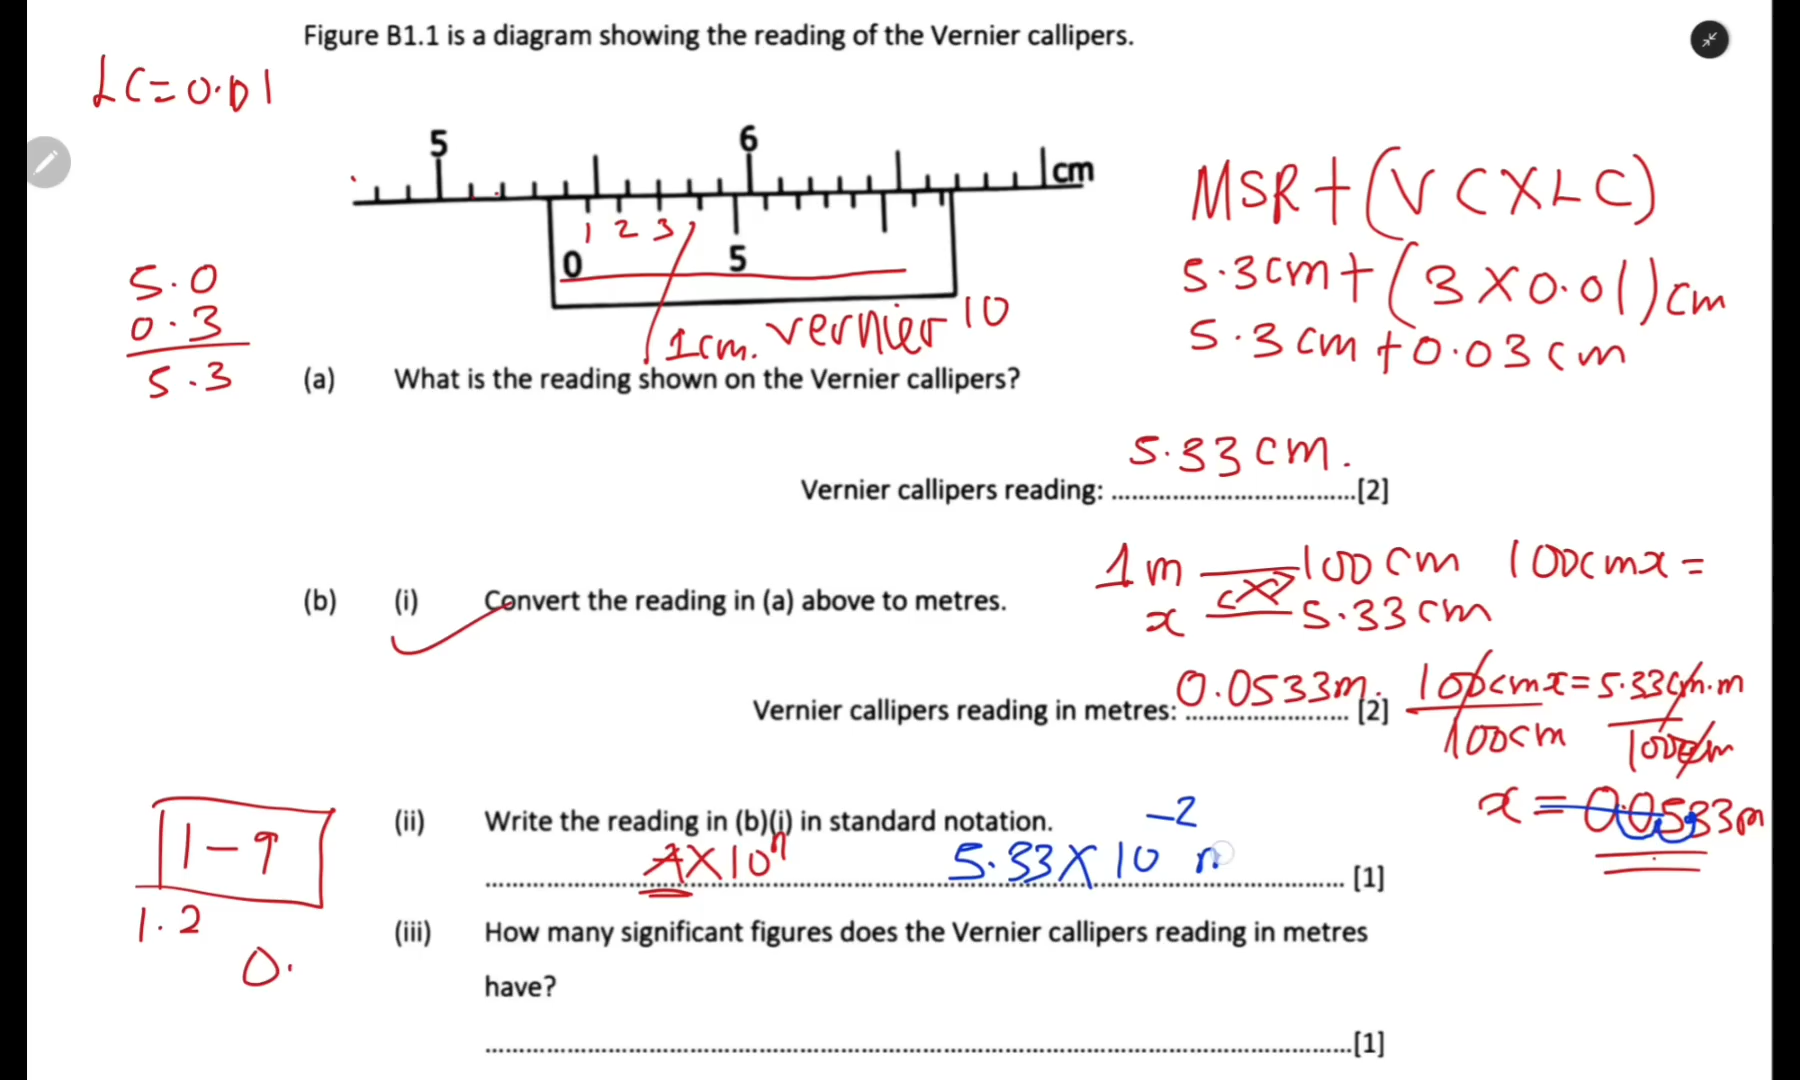 Figure B1.1 is a diagram showing the reading of the Vernier callipers.
LC=0.01
5 6 cm
1 2 3
0 5
1cm. vernier 10
MSR+(VC×LC)
5.3cm+(3×0.01)cm
5.3cm+0.03cm
5.0
0.3
5.3
(a) What is the reading shown on the Vernier callipers?
5.33cm.
Vernier callipers reading: ....................................[2]
1m 100cm 100cmx=
cx
x 5.33cm
(b) (i) Convert the reading in (a) above to metres.
0.0533m. 100cmx=5.33cm.m
Vernier callipers reading in metres: ........................ [2]
100cm 100cm
x=0.0533m
1-9
1.2
0.
(ii) Write the reading in (b)(i) in standard notation.
A×10ⁿ 5.33×10⁻²
........................................ [1]
(iii) How many significant figures does the Vernier callipers reading in metres
have?
........................................[1]